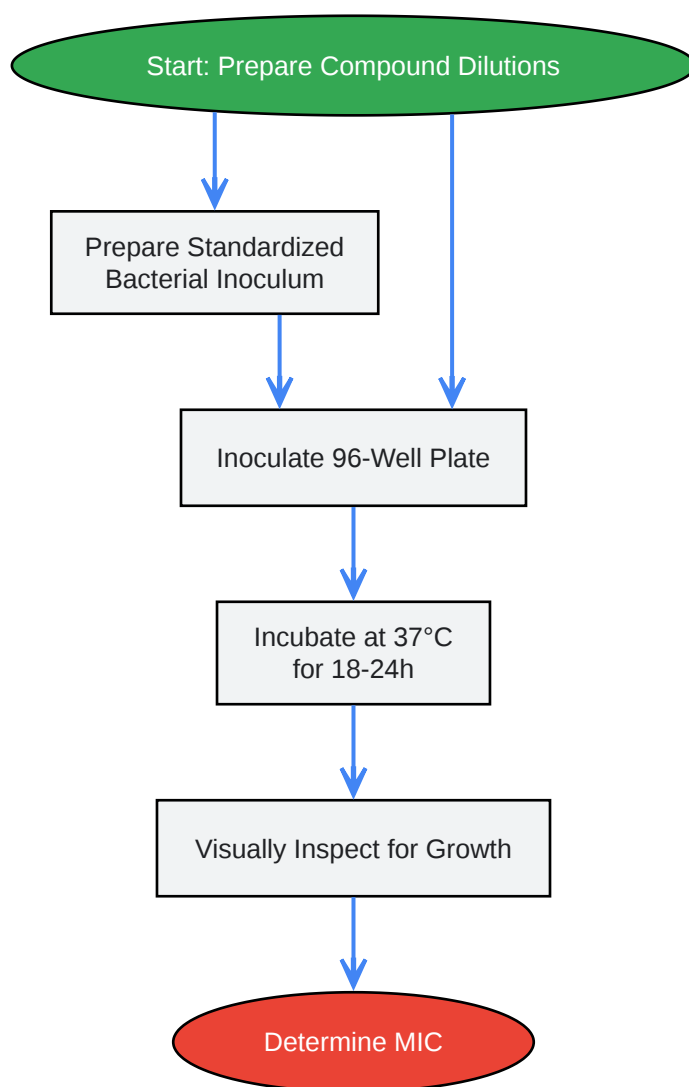 Start: Prepare Compound Dilutions
Prepare Standardized
Bacterial Inoculum
Inoculate 96-Well Plate
Incubate at 37°C
for 18-24h
Visually Inspect for Growth
Determine MIC